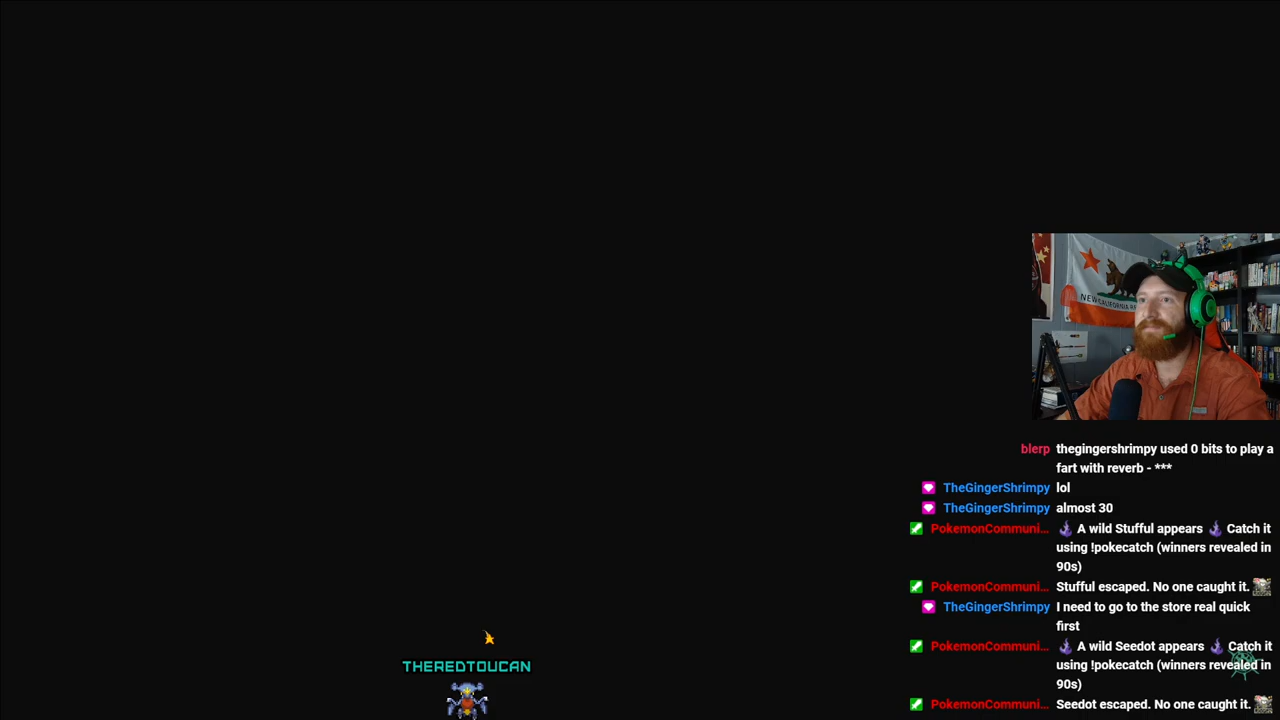 NEW CALIFORNIA R
blerp thegingershrimpy used 0 bits to play a
fart with reverb - ***
TheGingerShrimpy lol
TheGingerShrimpy almost 30
PokemonCommuni... A wild Stufful appears Catch it
using !pokecatch (winners revealed in
90s)
PokemonCommuni... Stufful escaped. No one caught it.
TheGingerShrimpy I need to go to the store real quick
first
PokemonCommuni... A wild Seedot appears Catch it
using !pokecatch (winners revealed in
90s)
PokemonCommuni... Seedot escaped. No one caught it.
THEREDTOUCAN